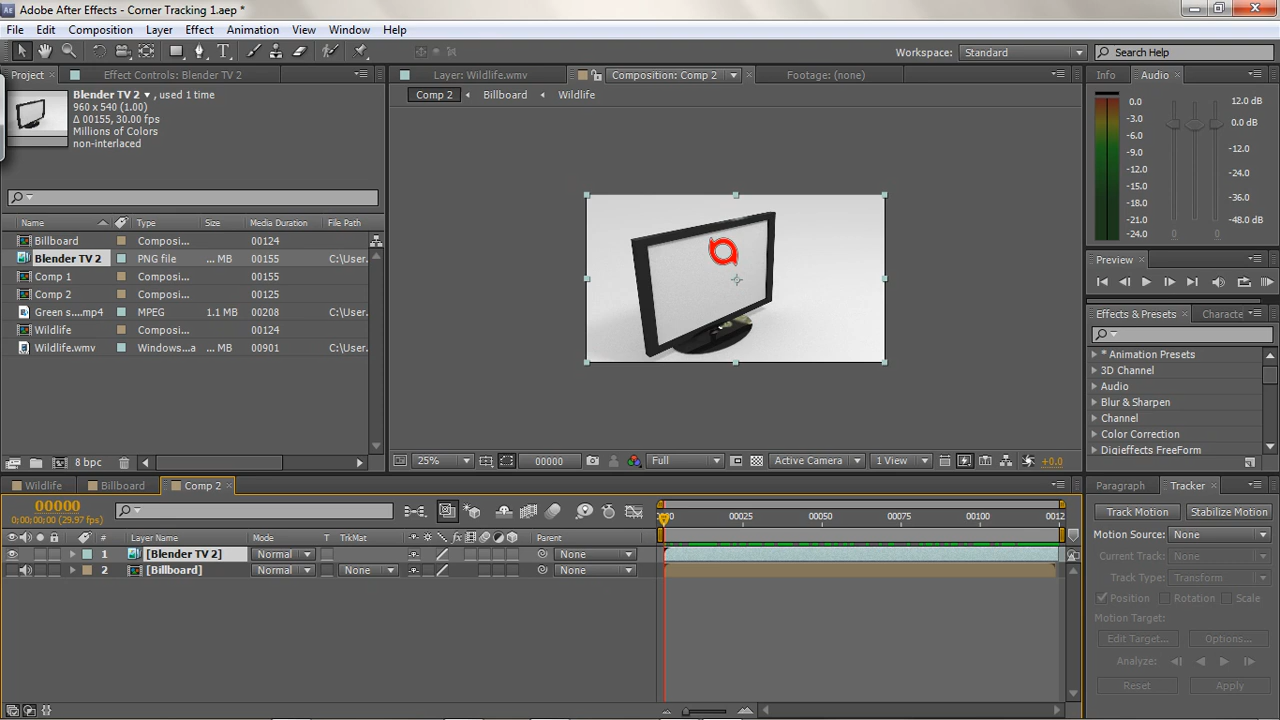 Adobe After Effects - Corner Tracking 1.aep *
File Edit Composition Layer Effect Animation View Window Help
Workspace: Standard Search Help
Project Effect Controls: Blender TV 2
Layer: Wildlife.wmv Composition: Comp 2 Footage: (none)
Info Audio
Blender TV 2 , used 1 time
960 x 540 (1.00)
Δ 00155, 30.00 fps
Millions of Colors
non-interlaced
Comp 2 Billboard Wildlife
0.0 12.0 dB
-3.0 0.0 dB
-6.0
-9.0 -12.0 dB
-12.0
-15.0 -24.0 dB
-18.0 -36.0 dB
-21.0
-24.0 -48.0 dB
0 0
Name Type Size Media Duration File Path
Billboard Composi... 00124
Blender TV 2 PNG file ... MB 00155 C:\User.
Comp 1 Composi... 00155
Comp 2 Composi... 00125
Green s....mp4 MPEG 1.1 MB 00208 C:\User.
Wildlife Composi... 00124
Wildlife.wmv Windows...a ... MB 00901 C:\User.
Preview
Effects & Presets Characte
* Animation Presets
3D Channel
Audio
Blur & Sharpen
Channel
Color Correction
Digieffects FreeForm
8 bpc
25% 00000 Full Active Camera 1 View +0.0
Wildlife Billboard Comp 2
Paragraph Tracker
00000
0;00;00;00 (29.97 fps)
00025 00050 00075 00100
# Layer Name Mode T TrkMat Parent
1 [Blender TV 2] Normal None
2 [Billboard] Normal None None
Track Motion Stabilize Motion
Motion Source: None
Current Track: None
Track Type: Transform
Position Rotation Scale
Motion Target:
Edit Target... Options...
Analyze:
Reset Apply